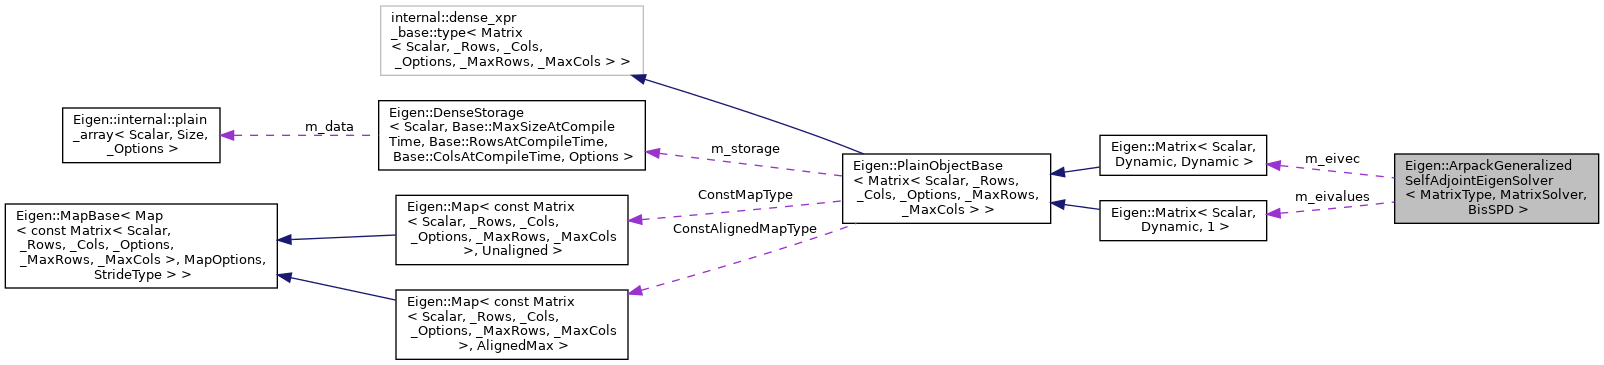 internal::dense_xpr
_base::type< Matrix
< Scalar, _Rows, _Cols,
_Options, _MaxRows, _MaxCols > >
Eigen::internal::plain
_array< Scalar, Size,
_Options >
m_data
Eigen::DenseStorage
< Scalar, Base::MaxSizeAtCompile
Time, Base::RowsAtCompileTime,
Base::ColsAtCompileTime, Options >
m_storage
Eigen::MapBase< Map
< const Matrix< Scalar,
_Rows, _Cols, _Options,
_MaxRows, _MaxCols >, MapOptions,
StrideType > >
Eigen::Map< const Matrix
< Scalar, _Rows, _Cols,
_Options, _MaxRows, _MaxCols
>, Unaligned >
ConstMapType
ConstAlignedMapType
Eigen::Map< const Matrix
< Scalar, _Rows, _Cols,
_Options, _MaxRows, _MaxCols
>, AlignedMax >
Eigen::PlainObjectBase
< Matrix< Scalar, _Rows,
_Cols, _Options, _MaxRows,
_MaxCols > >
Eigen::Matrix< Scalar,
Dynamic, Dynamic >
m_eivec
Eigen::Matrix< Scalar,
Dynamic, 1 >
m_eivalues
Eigen::ArpackGeneralized
SelfAdjointEigenSolver
< MatrixType, MatrixSolver,
BisSPD >